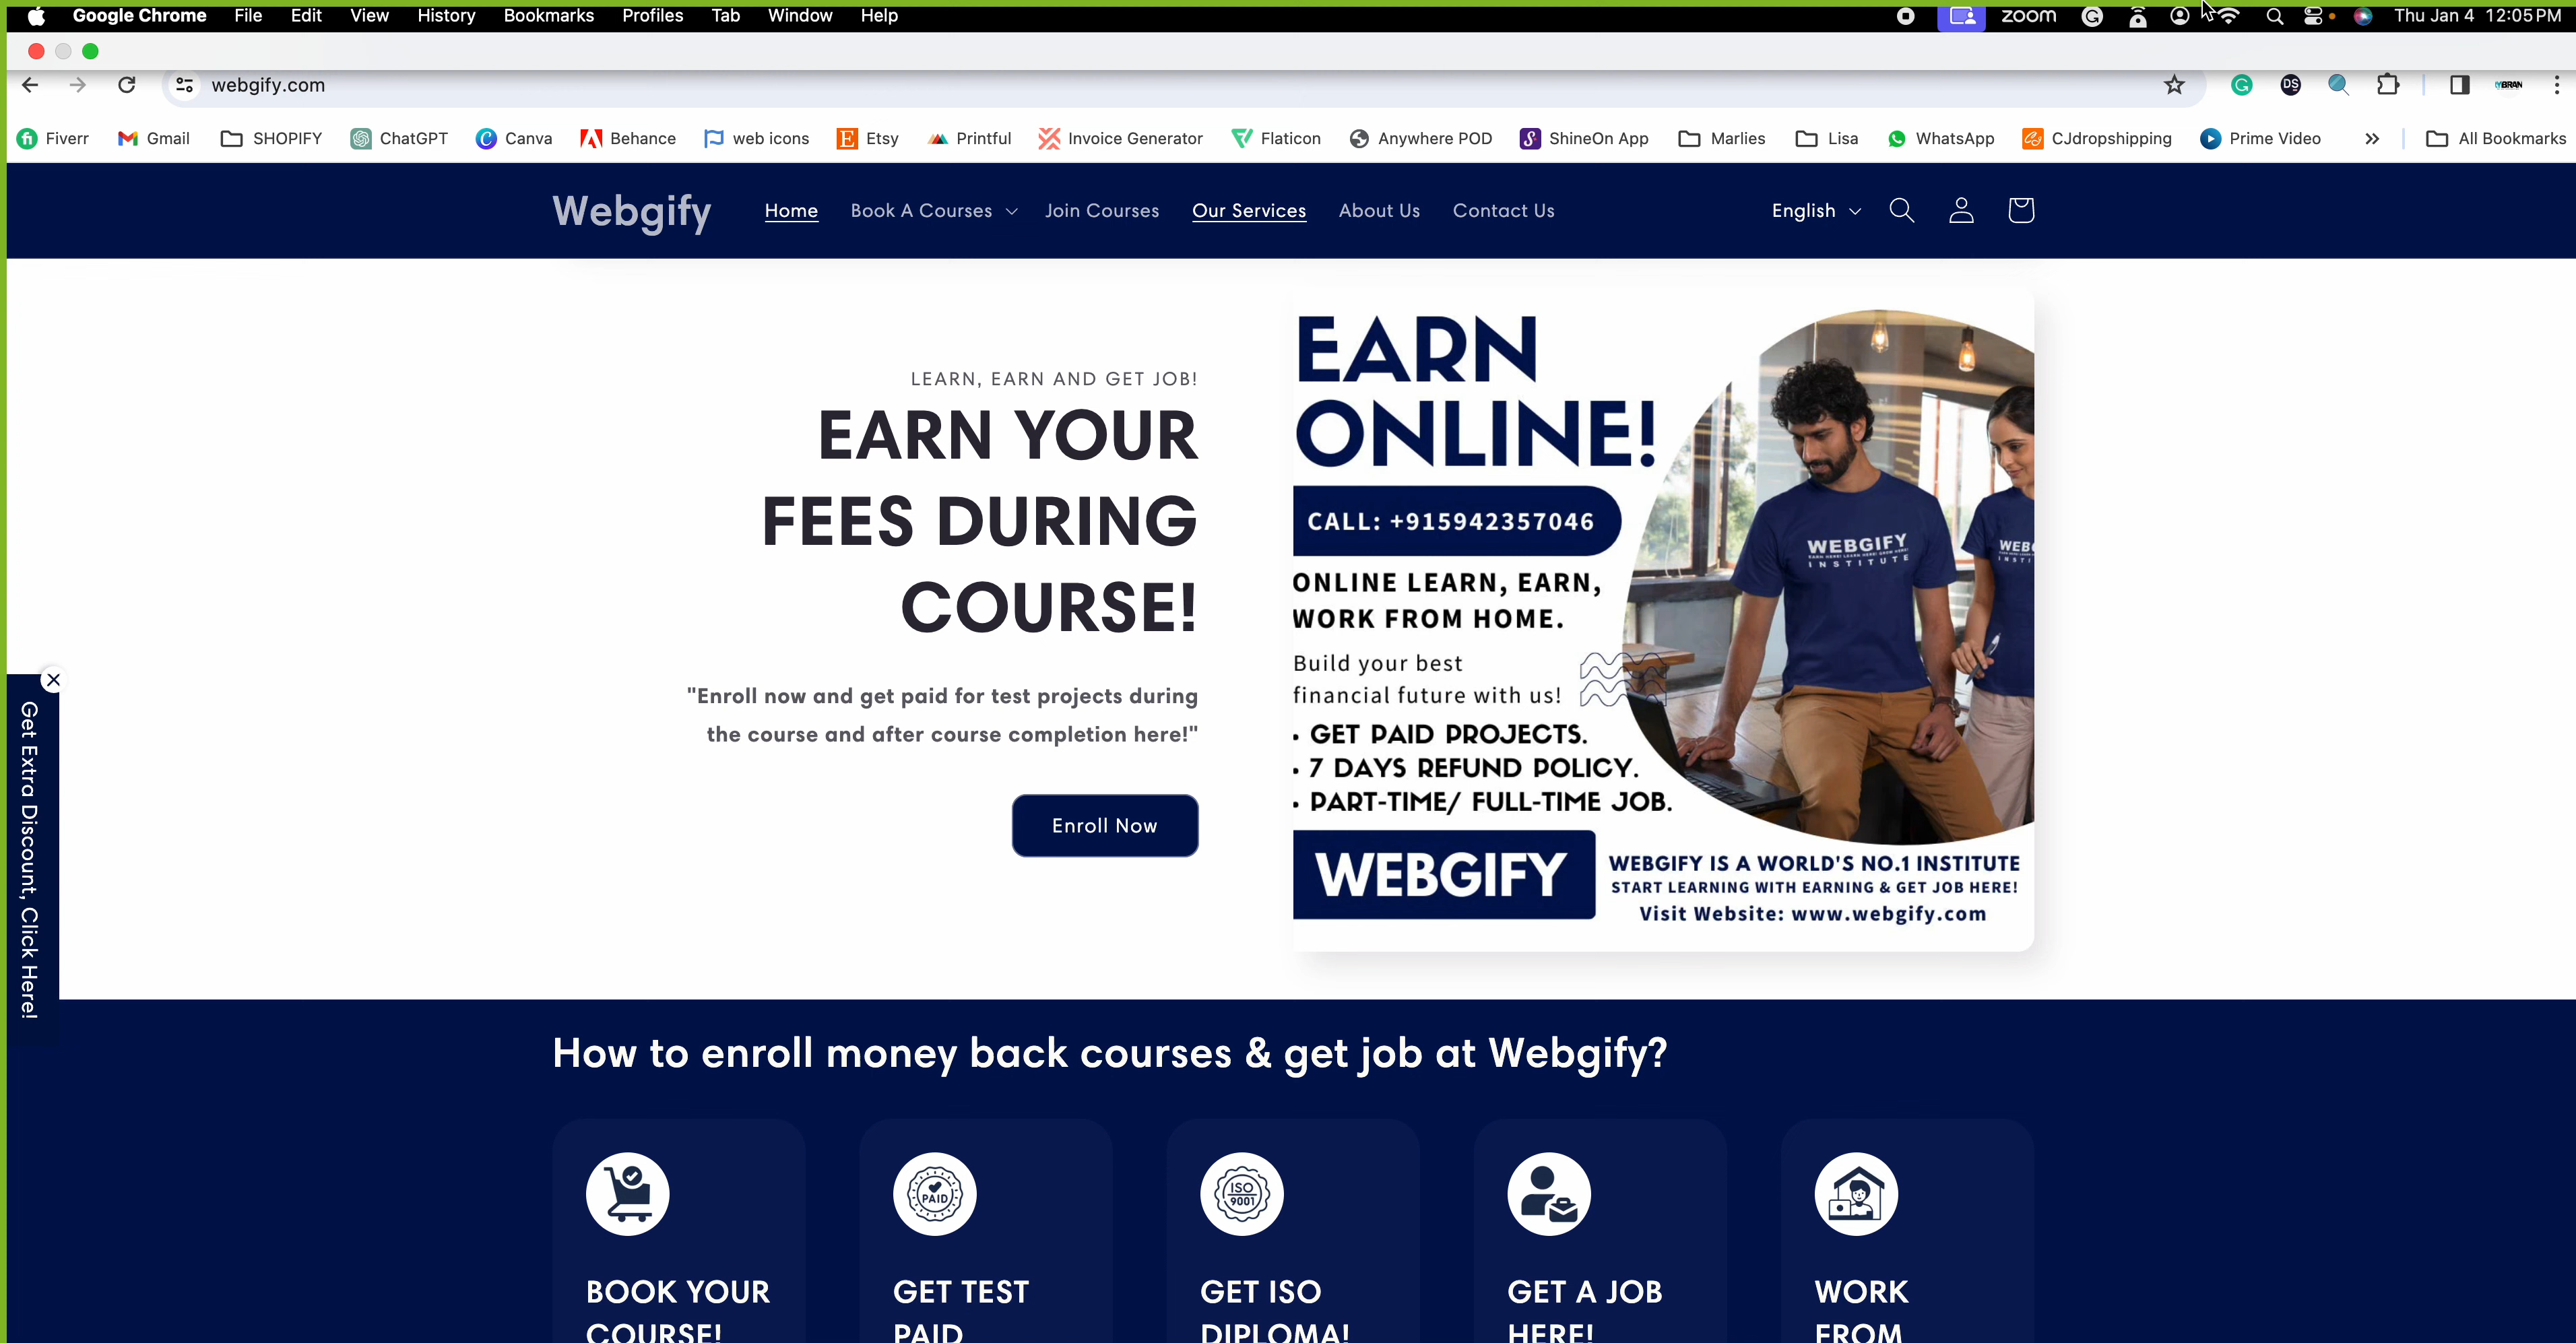 Google Chrome File Edit View History Bookmarks Profiles Tab Window Help zoom Thu Jan 4 12:05 PM
webgify.com
Fiverr Gmail SHOPIFY ChatGPT Canva Behance web icons Etsy Printful Invoice Generator Flaticon Anywhere POD ShineOn App Marlies Lisa WhatsApp CJdropshipping Prime Video » All Bookmarks
Webgify Home Book A Courses Join Courses Our Services About Us Contact Us English
LEARN, EARN AND GET JOB!
EARN YOUR
FEES DURING
COURSE!
"Enroll now and get paid for test projects during
the course and after course completion here!"
Enroll Now
EARN
ONLINE!
CALL: +915942357046
ONLINE LEARN, EARN,
WORK FROM HOME.
Build your best
financial future with us!
• GET PAID PROJECTS.
• 7 DAYS REFUND POLICY.
• PART-TIME/ FULL-TIME JOB.
WEBGIFY
WEBGIFY IS A WORLD'S NO.1 INSTITUTE
START LEARNING WITH EARNING & GET JOB HERE!
Visit Website: www.webgify.com
WEBGIFY
INSTITUTE
Get Extra Discount, Click Here!
How to enroll money back courses & get job at Webgify?
PAID
ISO
9001
BOOK YOUR
COURSE!
GET TEST
PAID
GET ISO
DIPLOMA!
GET A JOB
HERE!
WORK
FROM